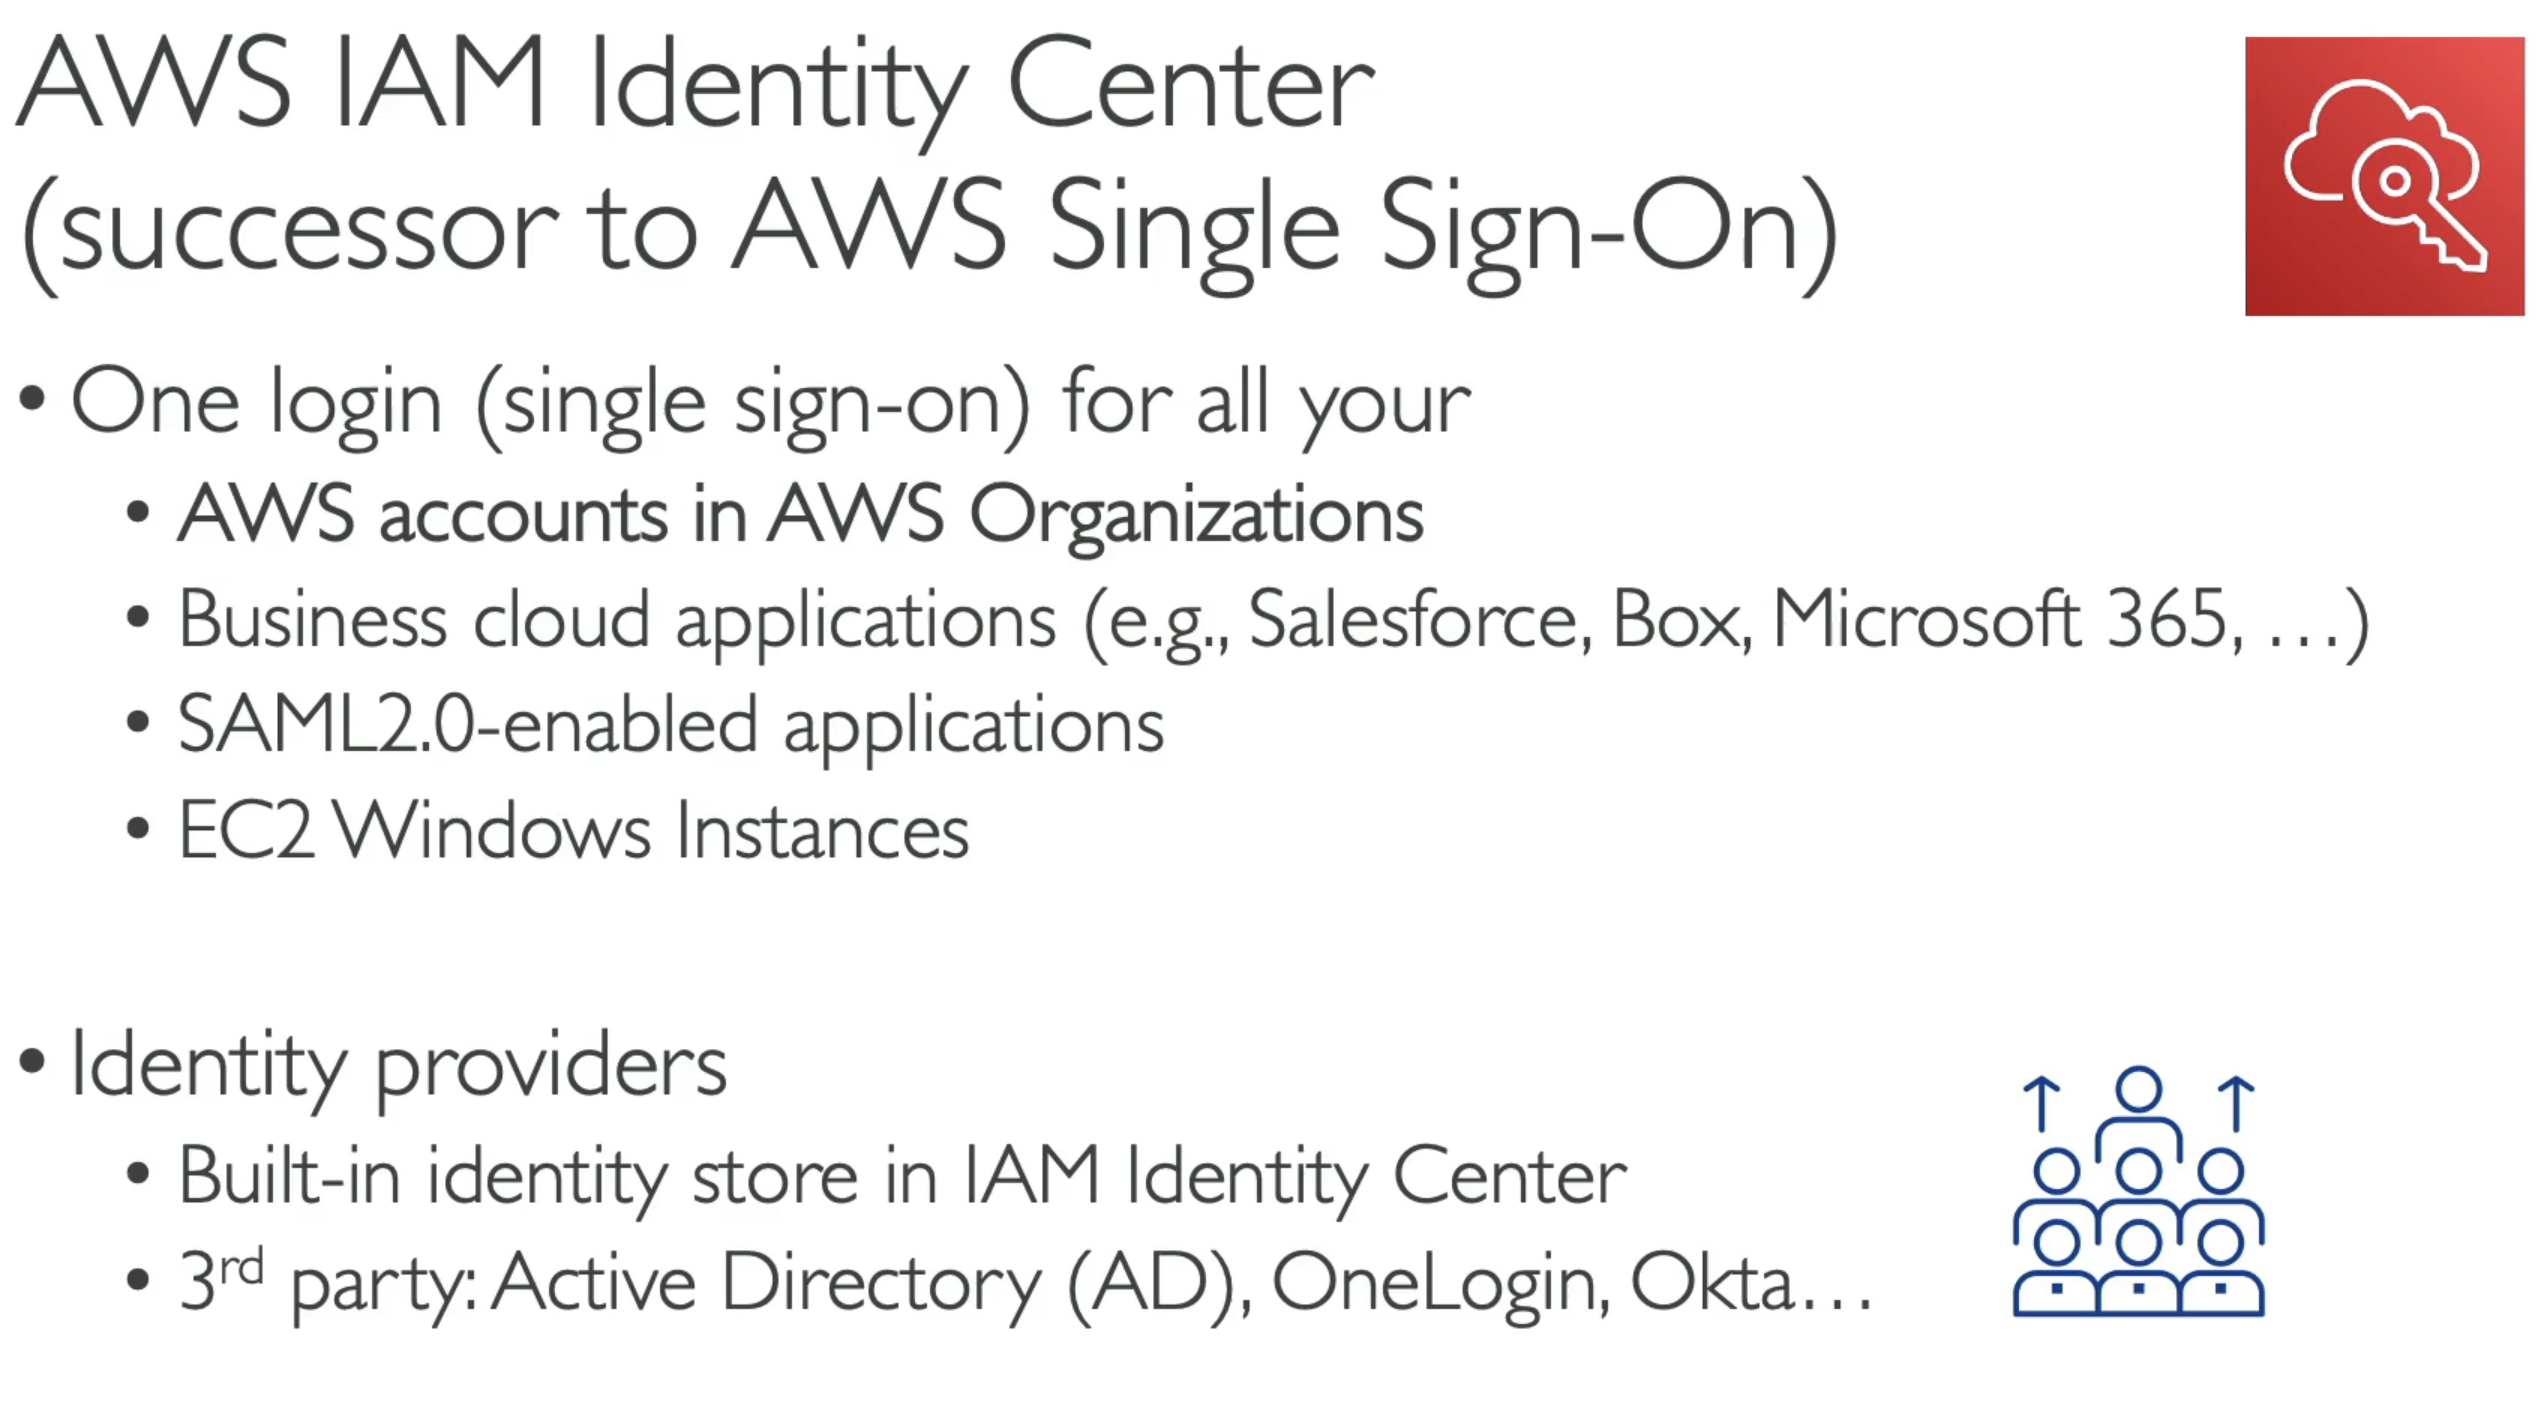 AWS IAM Identity Center
(successor to AWS Single Sign-On)
• One login (single sign-on) for all your
• AWS accounts in AWS Organizations
• Business cloud applications (e.g., Salesforce, Box, Microsoft 365, …)
• SAML2.0-enabled applications
• EC2 Windows Instances
• Identity providers
• Built-in identity store in IAM Identity Center
• 3rd party: Active Directory (AD), OneLogin, Okta…